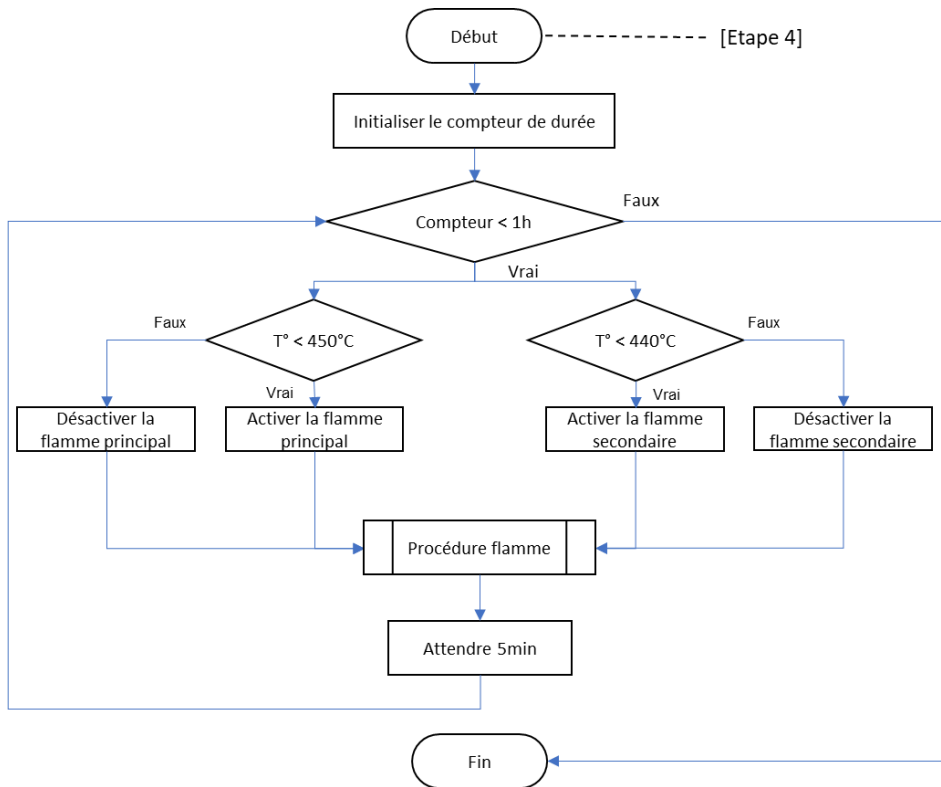 Début
[Etape 4]
Initialiser le compteur de durée
Faux
Compteur < 1h
Vrai
Faux
T° < 450°C
T° < 440°C
Faux
Vrai
Vrai
Désactiver la
flamme principal
Activer la flamme
principal
Activer la flamme
secondaire
Désactiver la
flamme secondaire
Procédure flamme
Attendre 5min
Fin